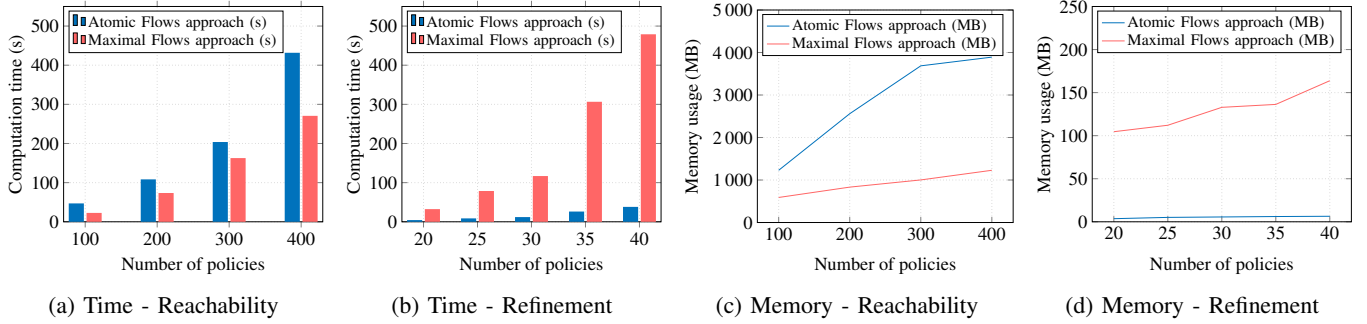 Computation time (s)
500
400
300
200
100
0
Atomic Flows approach (s)
Maximal Flows approach (s)
100 200 300 400
Number of policies
(a) Time - Reachability
Computation time (s)
500
400
300
200
100
0
Atomic Flows approach (s)
Maximal Flows approach (s)
20 25 30 35 40
Number of policies
(b) Time - Refinement
Memory usage (MB)
5 000
4 000
3 000
2 000
1 000
0
Atomic Flows approach (MB)
Maximal Flows approach (MB)
100 200 300 400
Number of policies
(c) Memory - Reachability
Memory usage (MB)
250
200
150
100
50
0
Atomic Flows approach (MB)
Maximal Flows approach (MB)
20 25 30 35 40
Number of policies
(d) Memory - Refinement